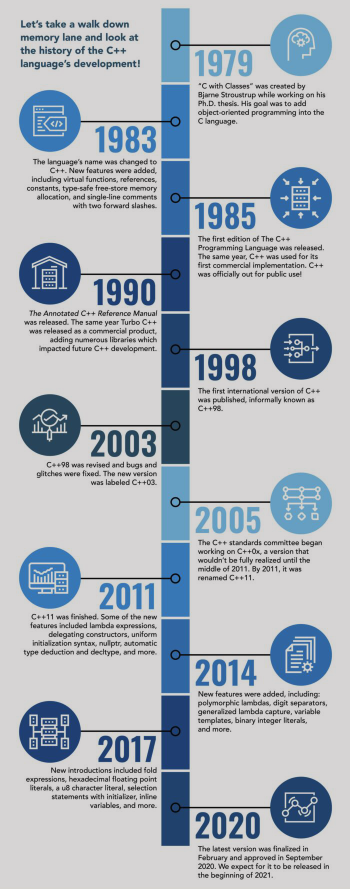 Let's take a walk down
memory lane and look at
the history of the C++
language's development!
1979
"C with Classes" was created by
Bjarne Stroustrup while working on his
Ph.D. thesis. His goal was to add
object-oriented programming into the
C language.
1983
The language's name was changed to
C++. New features were added,
including virtual functions, references,
constants, type-safe free-store memory
allocation, and single-line comments
with two forward slashes.
1985
The first edition of The C++
Programming Language was released.
The same year, C++ was used for its
first commercial implementation. C++
was officially out for public use!
1990
The Annotated C++ Reference Manual
was released. The same year Turbo C++
was released as a commercial product,
adding numerous libraries which
impacted future C++ development.
1998
The first international version of C++
was published, informally known as
C++98.
2003
C++98 was revised and bugs and
glitches were fixed. The new version
was labeled C++03.
2005
The C++ standards committee began
working on C++0x, a version that
wouldn't be fully realized until the
middle of 2011. By 2011, it was
renamed C++11.
2011
C++11 was finished. Some of the new
features included lambda expressions,
delegating constructors, uniform
initialization syntax, nullptr, automatic
type deduction and decltype, and more.
2014
New features were added, including:
polymorphic lambdas, digit separators,
generalized lambda capture, variable
templates, binary integer literals,
and more.
2017
New introductions included fold
expressions, hexadecimal floating point
literals, a u8 character literal, selection
statements with initializer, inline
variables, and more.
2020
The latest version was finalized in
February and approved in September
2020. We expect for it to be released in
the beginning of 2021.